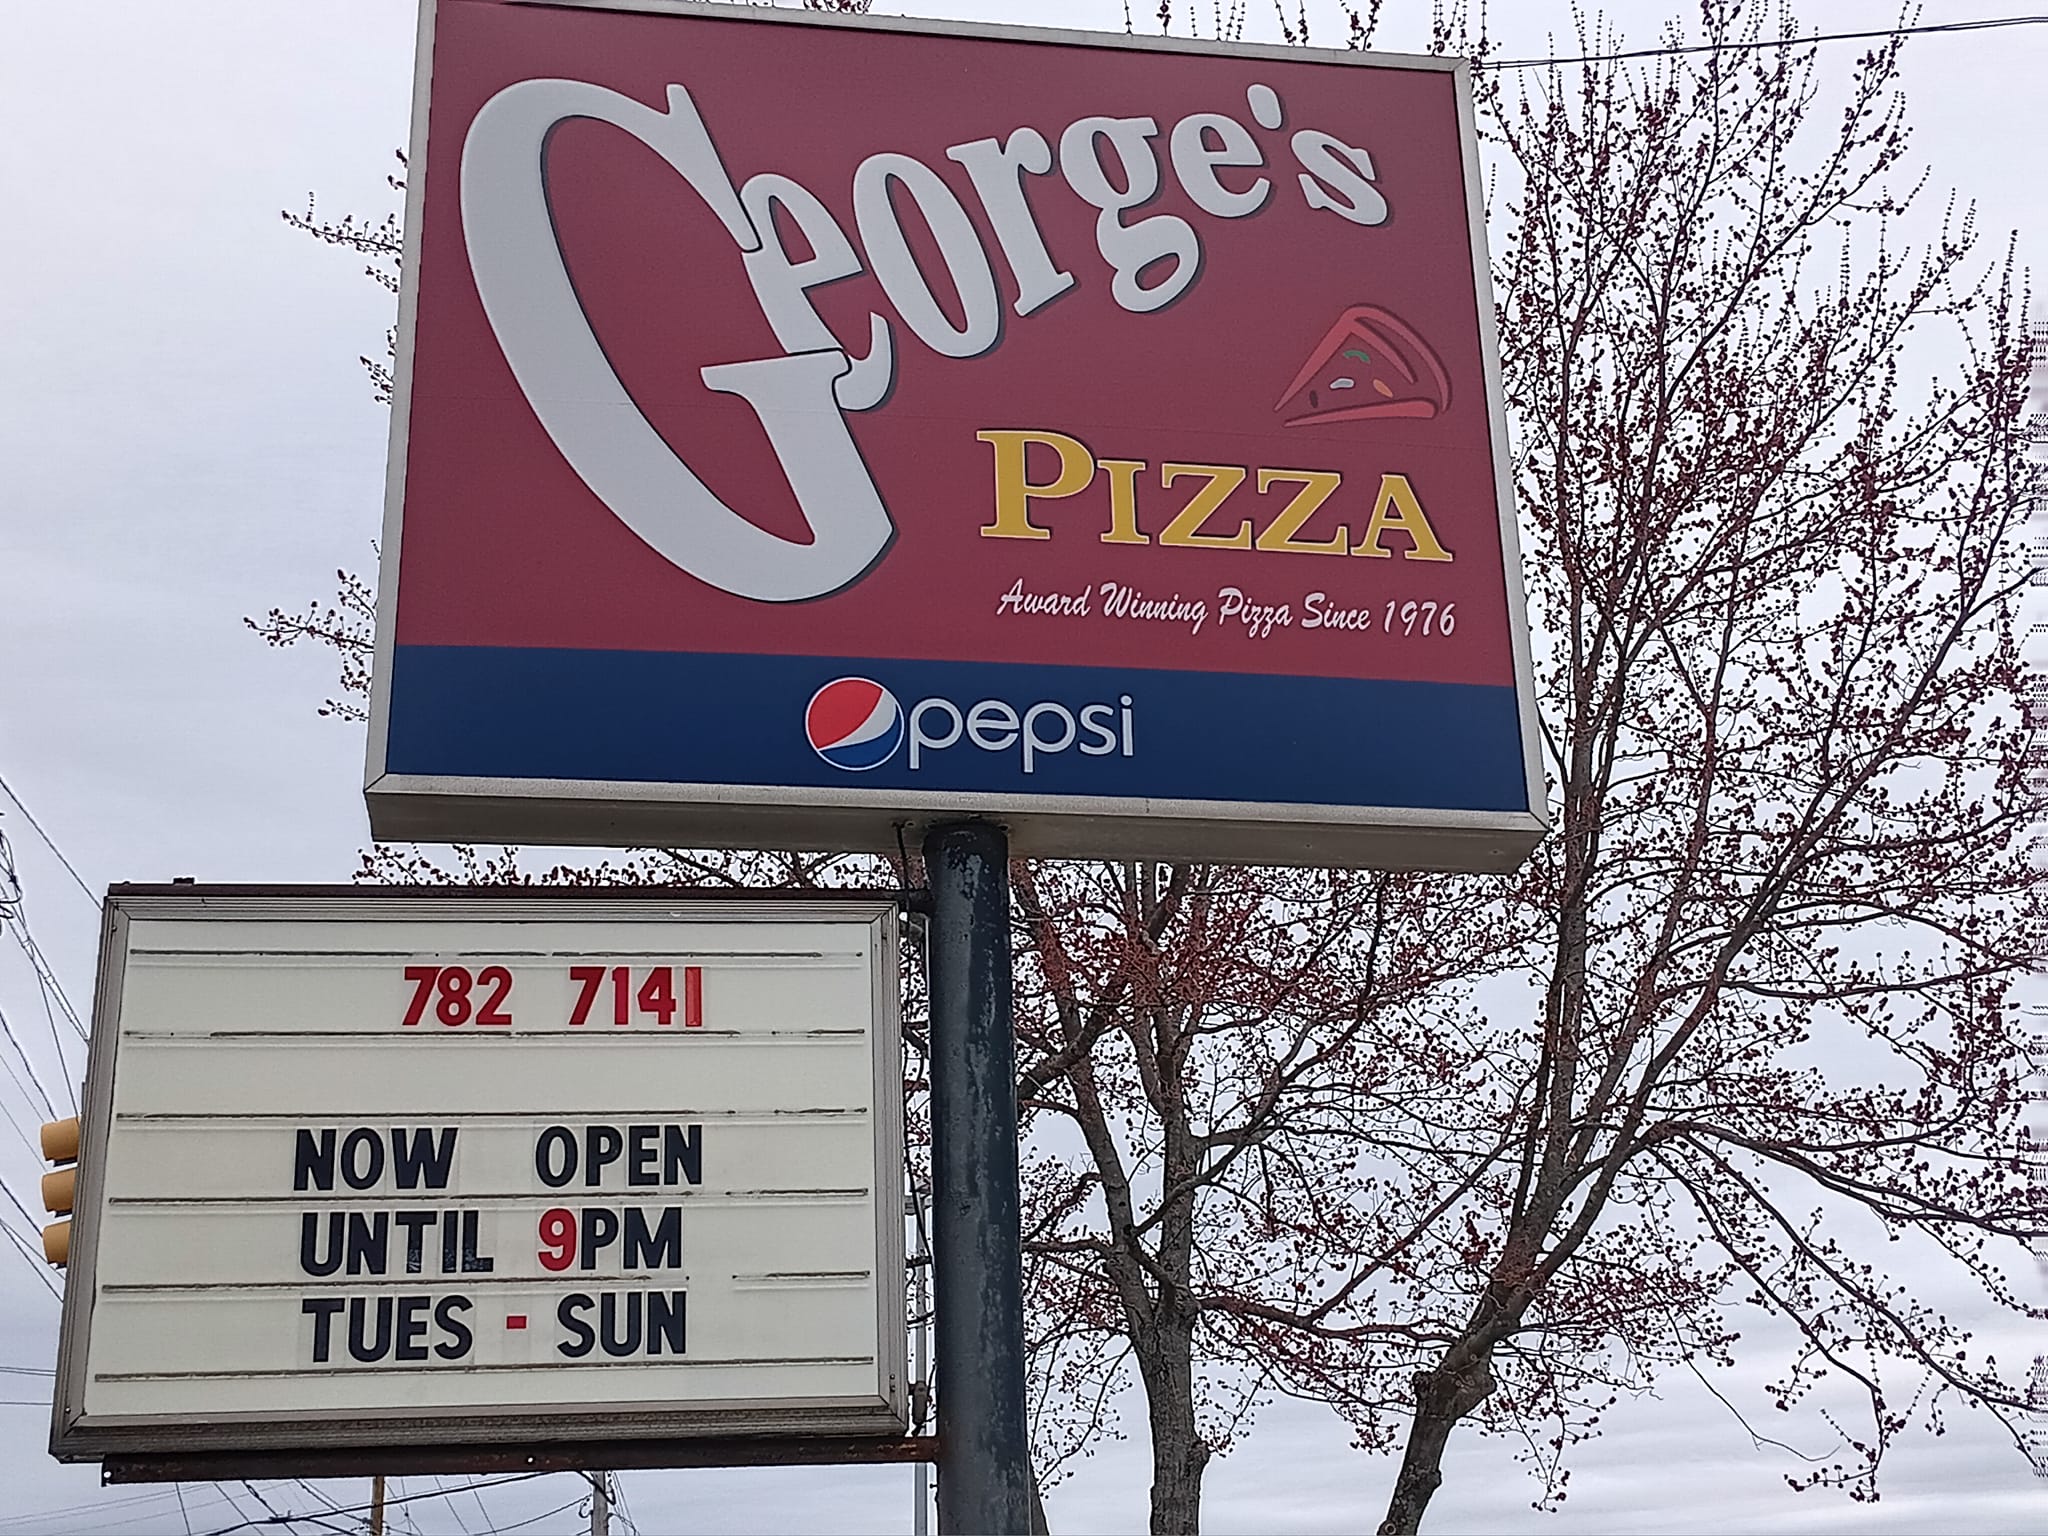 George's
Pizza
Award Winning Pizza Since 1976
pepsi
782 7141
NOW OPEN
UNTIL 9PM
TUES - SUN